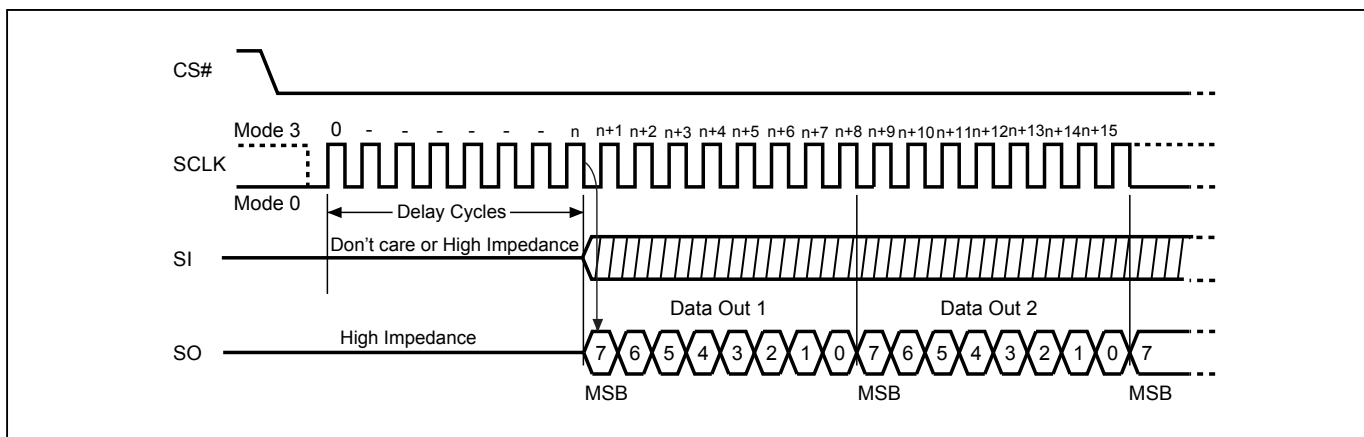 CS#
Mode 3 0 - - - - - - n n+1 n+2 n+3 n+4 n+5 n+6 n+7 n+8 n+9 n+10 n+11 n+12 n+13 n+14 n+15
SCLK
Mode 0
Delay Cycles
Don't care or High Impedance
SI
Data Out 1 Data Out 2
High Impedance
SO 7 6 5 4 3 2 1 0 7 6 5 4 3 2 1 0 7
MSB MSB MSB